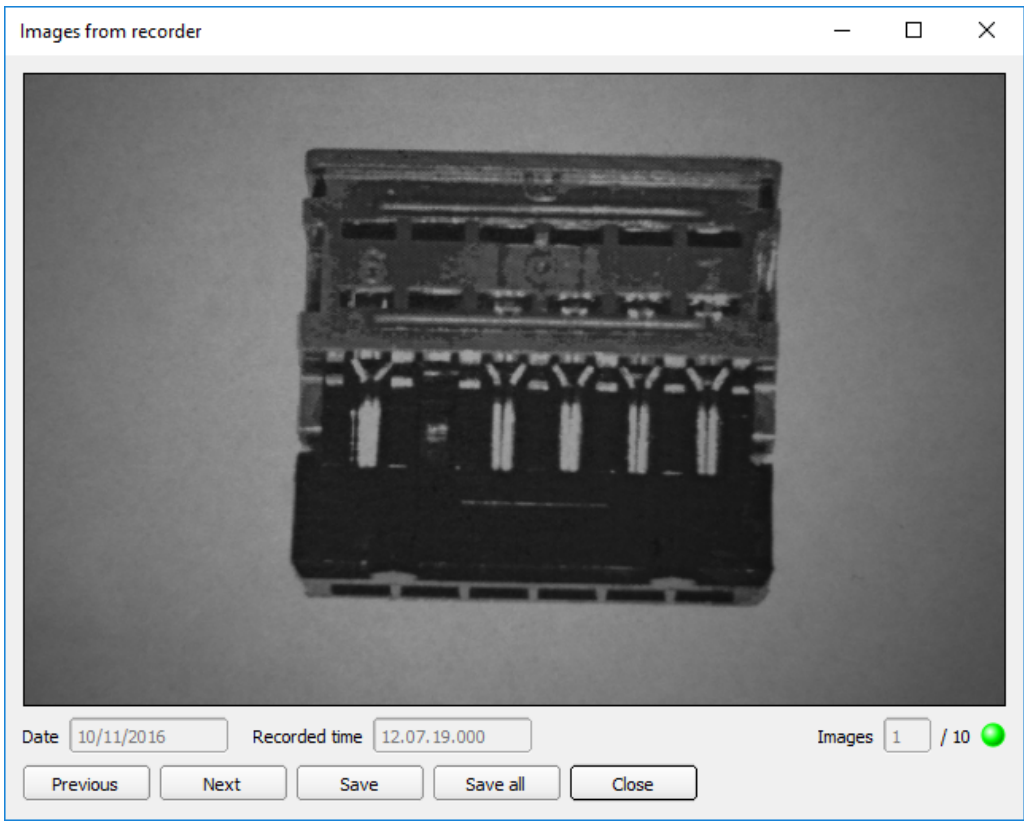 Images from recorder
Date 10/11/2016 Recorded time 12.07.19.000 Images 1 / 10
Previous Next Save Save all Close